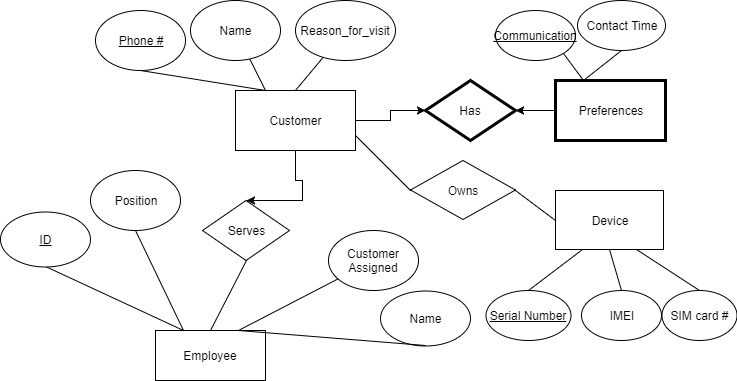 Phone #
Name
Reason_for_visit
Communication
Contact Time
Customer
Has
Preferences
Owns
Position
ID
Serves
Device
Customer
Assigned
Name
Serial Number
IMEI
SIM card #
Employee